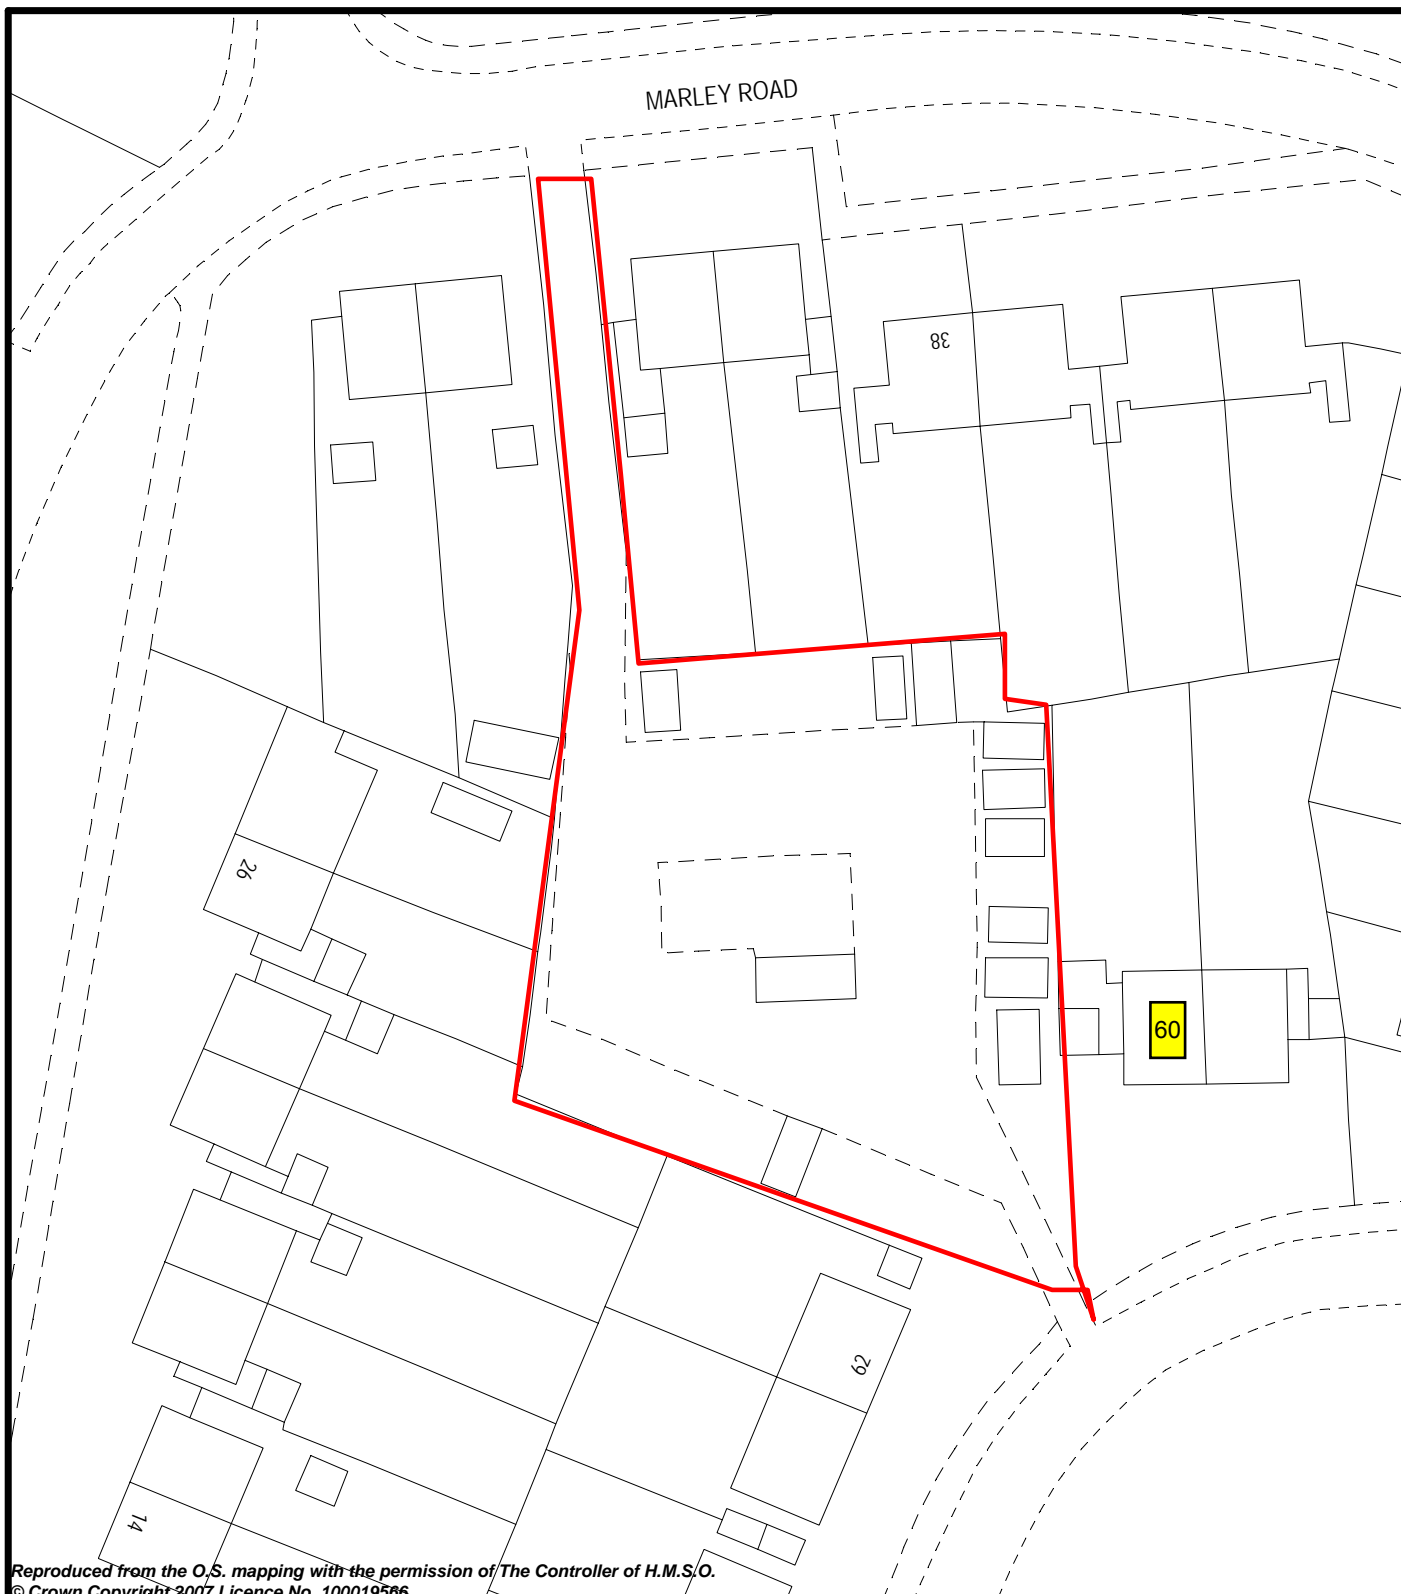 MARLEY ROAD
38
26
60
62
14
Reproduced from the O.S. mapping with the permission of The Controller of H.M.S.O.
© Crown Copyright 2007 Licence No. 100019566